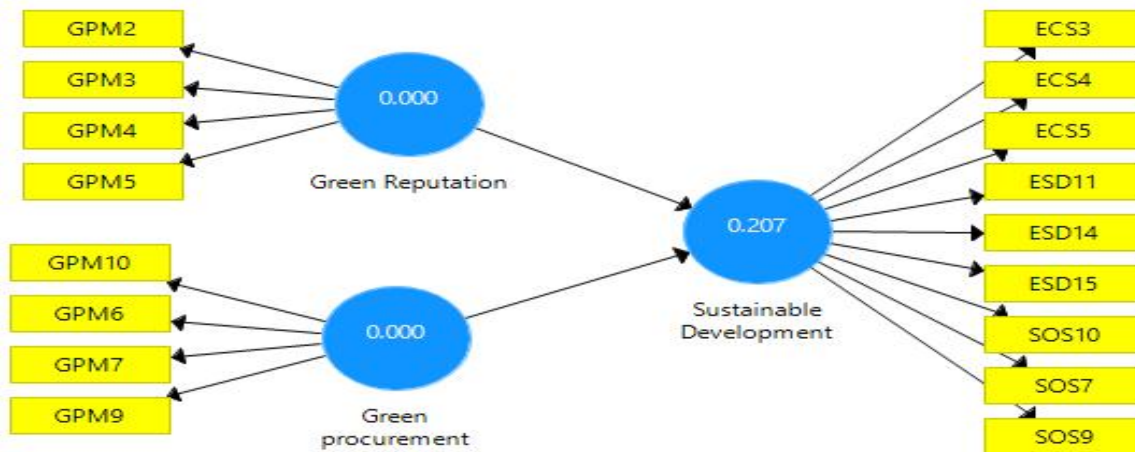 GPM2
GPM3
GPM4
GPM5
0.000
Green Reputation
GPM10
GPM6
GPM7
GPM9
0.000
Green
procurement
0.207
Sustainable
Development
ECS3
ECS4
ECS5
ESD11
ESD14
ESD15
SOS10
SOS7
SOS9